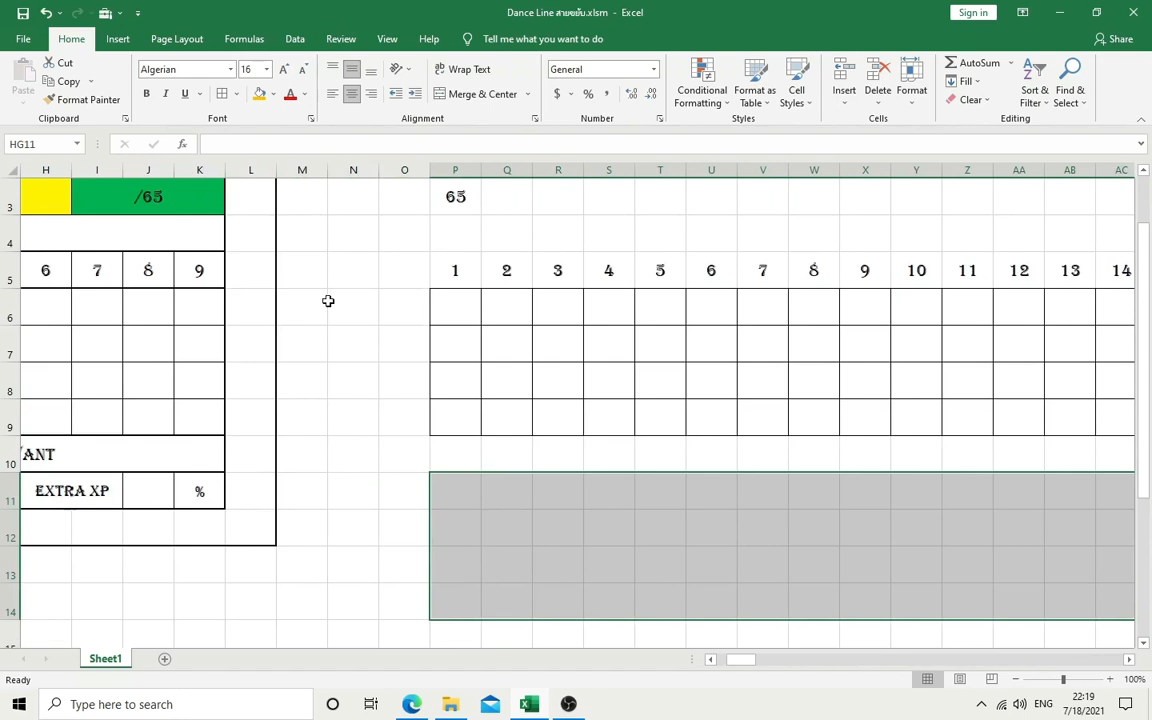 Dance Line สายขยับ.xlsm - Excel
Sign in
File Home Insert Page Layout Formulas Data Review View Help Tell me what you want to do Share
Paste
Cut
Copy
Format Painter
Clipboard
Algerian 16
B I U
Font
Wrap Text
Merge & Center
Alignment
General
$ % ,
Number
Conditional Formatting
Format as Table
Cell Styles
Styles
Insert
Delete
Format
Cells
AutoSum
Fill
Clear
Sort & Filter
Find & Select
Editing
HG11
fx
H I J K L M N O P Q R S T U V W X Y Z AA AB AC
3 /65 65
4
5 6 7 8 9 1 2 3 4 5 6 7 8 9 10 11 12 13 14
6
7
8
9
10 VANT
11 EXTRA XP %
12
13
14
Sheet1
Ready
100%
Type here to search
ENG
22:19
7/18/2021